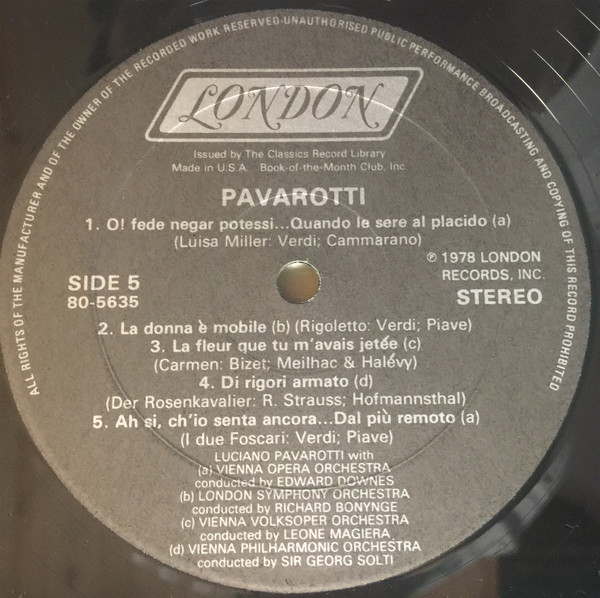 ALL RIGHTS OF THE MANUFACTURER AND OF THE OWNER OF THE RECORDED WORK RESERVED-UNAUTHORISED PUBLIC PERFORMANCE BROADCASTING AND COPYING OF THIS RECORD PROHIBITED
LONDON
Issued by The Classics Record Library
Made in U.S.A. Book-of-the-Month Club, Inc.
PAVAROTTI
1. O! fede negar potessi...Quando le sere al placido (a)
(Luisa Miller: Verdi; Cammarano)
SIDE 5
80-5635
℗ 1978 LONDON
RECORDS, INC.
STEREO
2. La donna è mobile (b) (Rigoletto: Verdi; Piave)
3. La fleur que tu m'avais jetée (c)
(Carmen: Bizet; Meilhac & Halévy)
4. Di rigori armato (d)
(Der Rosenkavalier: R. Strauss; Hofmannsthal)
5. Ah si, ch'io senta ancora...Dal più remoto (a)
(I due Foscari: Verdi; Piave)
LUCIANO PAVAROTTI with
(a) VIENNA OPERA ORCHESTRA
conducted by EDWARD DOWNES
(b) LONDON SYMPHONY ORCHESTRA
conducted by RICHARD BONYNGE
(c) VIENNA VOLKSOPER ORCHESTRA
conducted by LEONE MAGIERA
(d) VIENNA PHILHARMONIC ORCHESTRA
conducted by SIR GEORG SOLTI